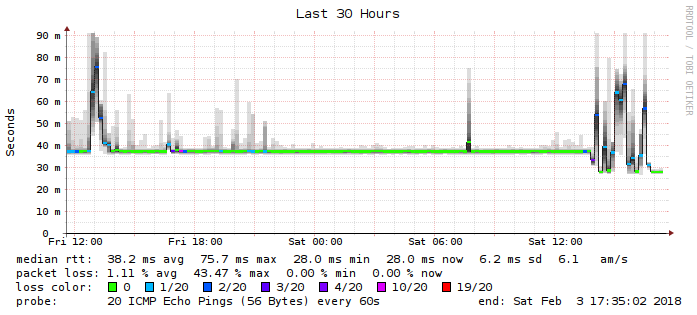 Last 30 Hours
RRDTOOL / TOBI OETIKER
Seconds
90 m
80 m
70 m
60 m
50 m
40 m
30 m
20 m
10 m
0
Fri 12:00 Fri 18:00 Sat 00:00 Sat 06:00 Sat 12:00
median rtt: 38.2 ms avg 75.7 ms max 28.0 ms min 28.0 ms now 6.2 ms sd 6.1 am/s
packet loss: 1.11 % avg 43.47 % max 0.00 % min 0.00 % now
loss color: 0 1/20 2/20 3/20 4/20 10/20 19/20
probe: 20 ICMP Echo Pings (56 Bytes) every 60s end: Sat Feb 3 17:35:02 2018